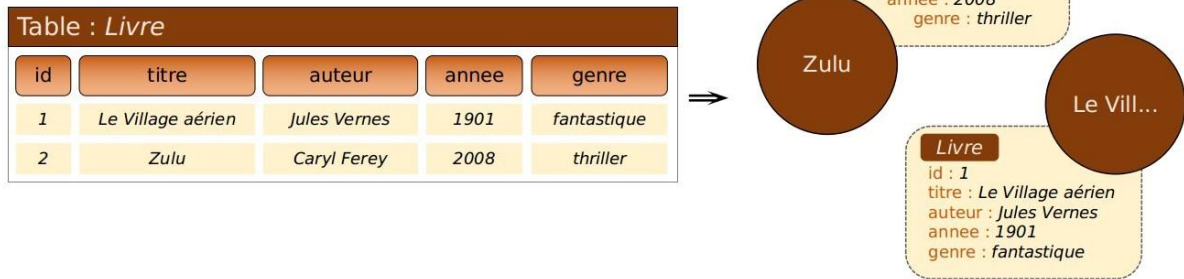 Table : Livre
id titre auteur annee genre
1 Le Village aérien Jules Vernes 1901 fantastique
2 Zulu Caryl Ferey 2008 thriller
⇒
annee : 2008
genre : thriller
Zulu
Le Vill...
Livre
id : 1
titre : Le Village aérien
auteur : Jules Vernes
annee : 1901
genre : fantastique